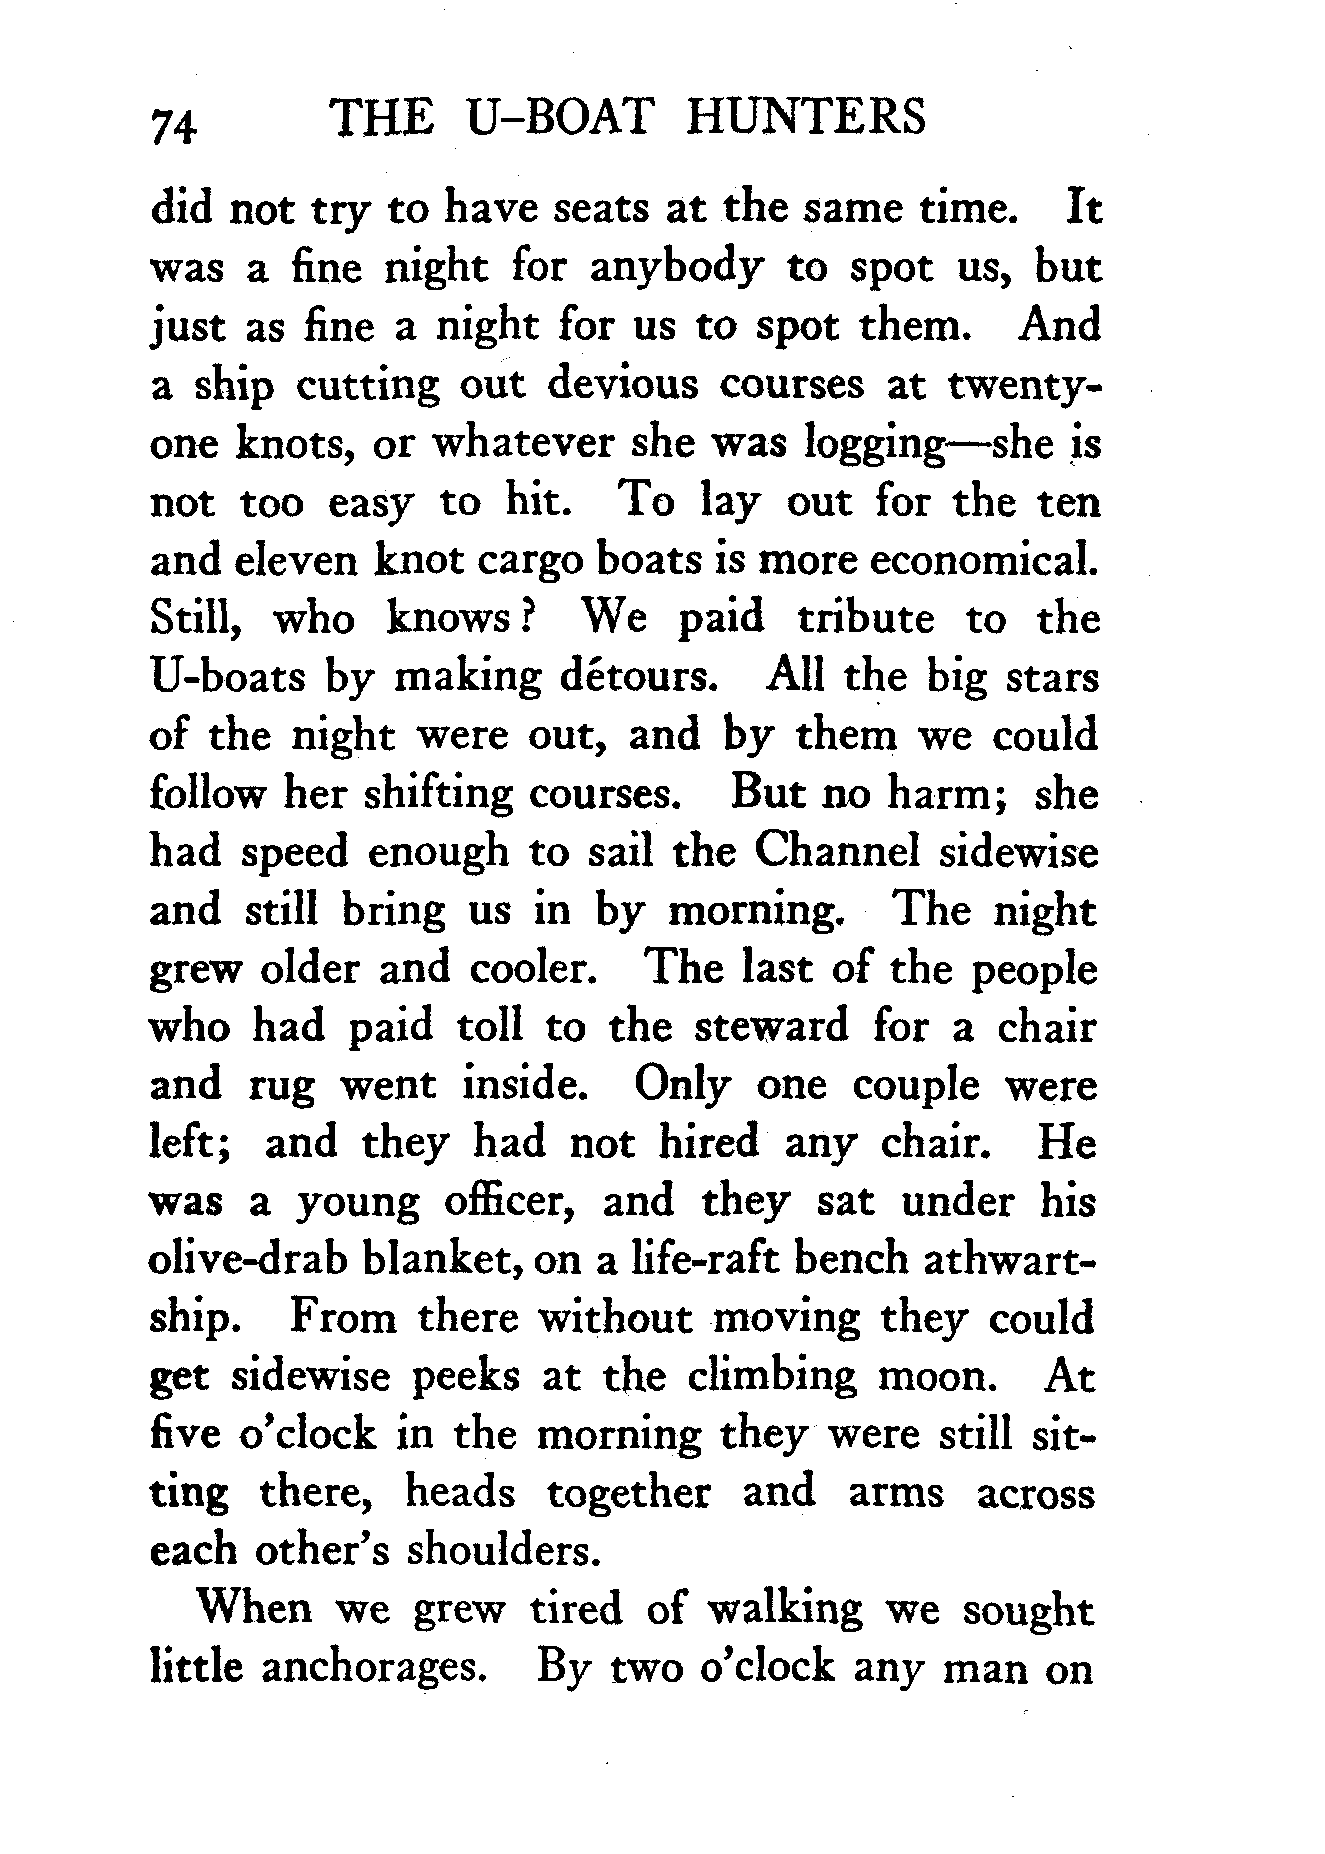 74 THE U-BOAT HUNTERS
did not try to have seats at the same time. It
was a fine night for anybody to spot us, but
just as fine a night for us to spot them. And
a ship cutting out devious courses at twenty-
one knots, or whatever she was logging—she is
not too easy to hit. To lay out for the ten
and eleven knot cargo boats is more economical.
Still, who knows? We paid tribute to the
U-boats by making détours. All the big stars
of the night were out, and by them we could
follow her shifting courses. But no harm; she
had speed enough to sail the Channel sidewise
and still bring us in by morning. The night
grew older and cooler. The last of the people
who had paid toll to the steward for a chair
and rug went inside. Only one couple were
left; and they had not hired any chair. He
was a young officer, and they sat under his
olive-drab blanket, on a life-raft bench athwart-
ship. From there without moving they could
get sidewise peeks at the climbing moon. At
five o'clock in the morning they were still sit-
ting there, heads together and arms across
each other's shoulders.
When we grew tired of walking we sought
little anchorages. By two o'clock any man on